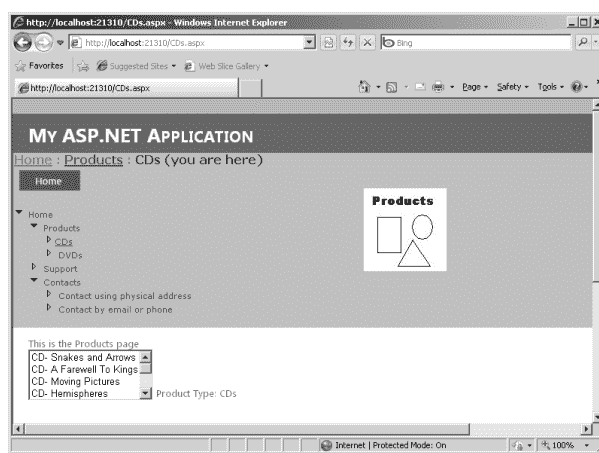 http://localhost:21310/CDs.aspx - Windows Internet Explorer
http://localhost:21310/CDs.aspx
Bing
Favorites Suggested Sites Web Slice Gallery
http://localhost:21310/CDs.aspx
Page Safety Tools
MY ASP.NET APPLICATION
Home : Products : CDs (you are here)
Home
Products
Home
Products
CDs
DVDs
Support
Contacts
Contact using physical address
Contact by email or phone
This is the Products page
CD- Snakes and Arrows
CD- A Farewell To Kings
CD- Moving Pictures
CD- Hemispheres
Product Type: CDs
Internet | Protected Mode: On
100%